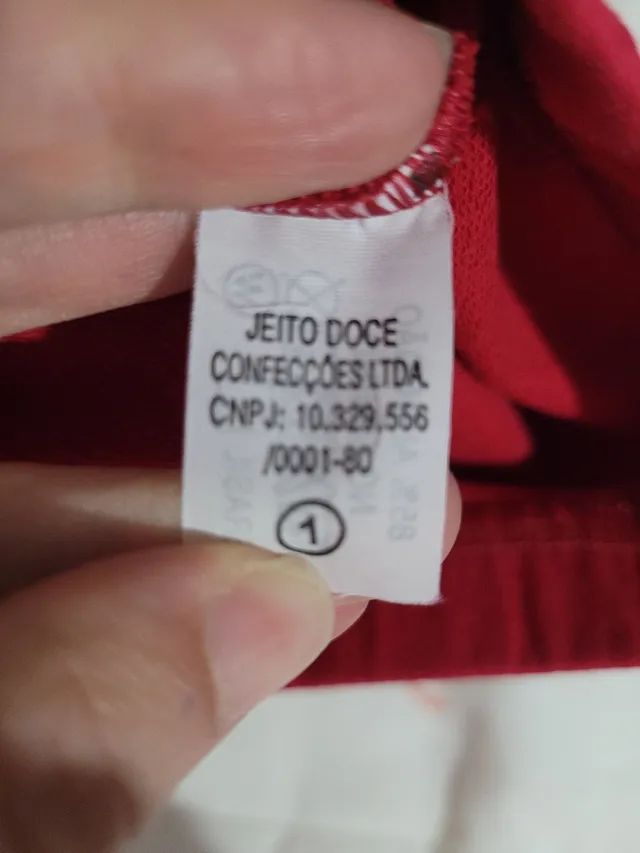 JEITO DOCE
CONFECÇÕES LTDA.
CNPJ: 10.329.556
/0001-80
1